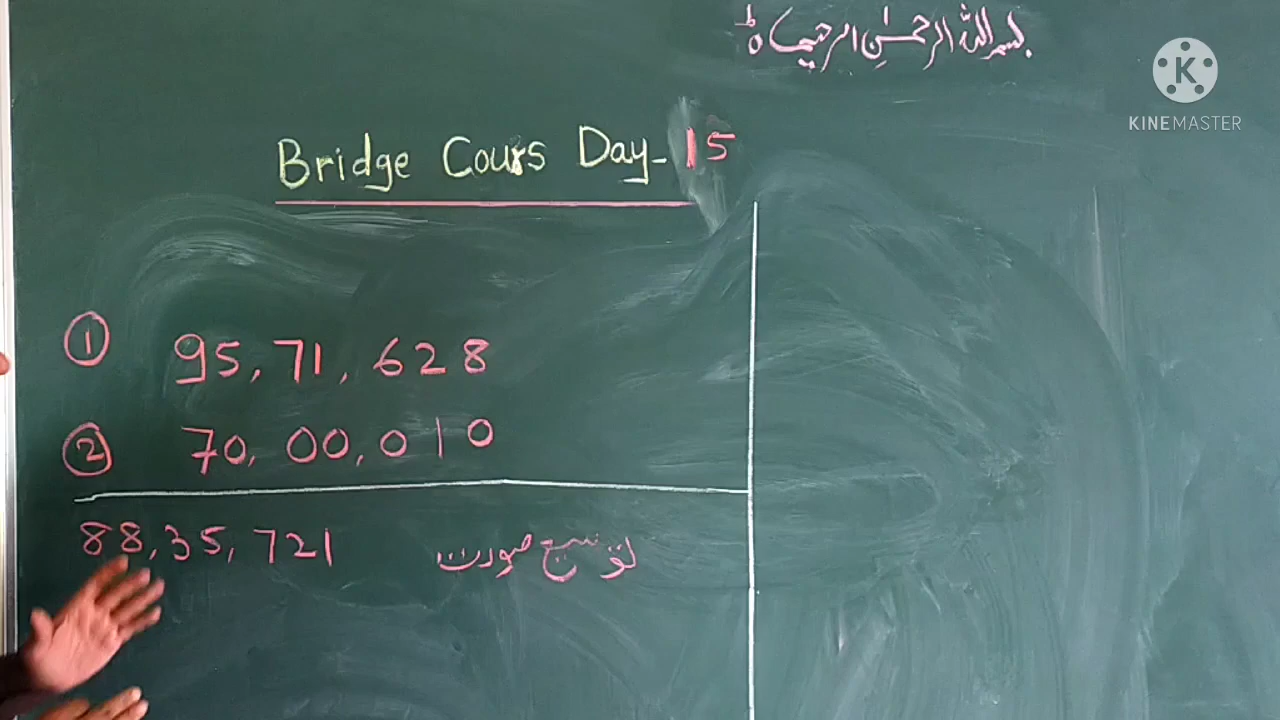 بسم اللہ الرحمٰنِ الرحیم ط
KINEMASTER
Bridge Cours Day-15
① 95,71,628
② 70,00,010
88,35,721 توسیع صورت